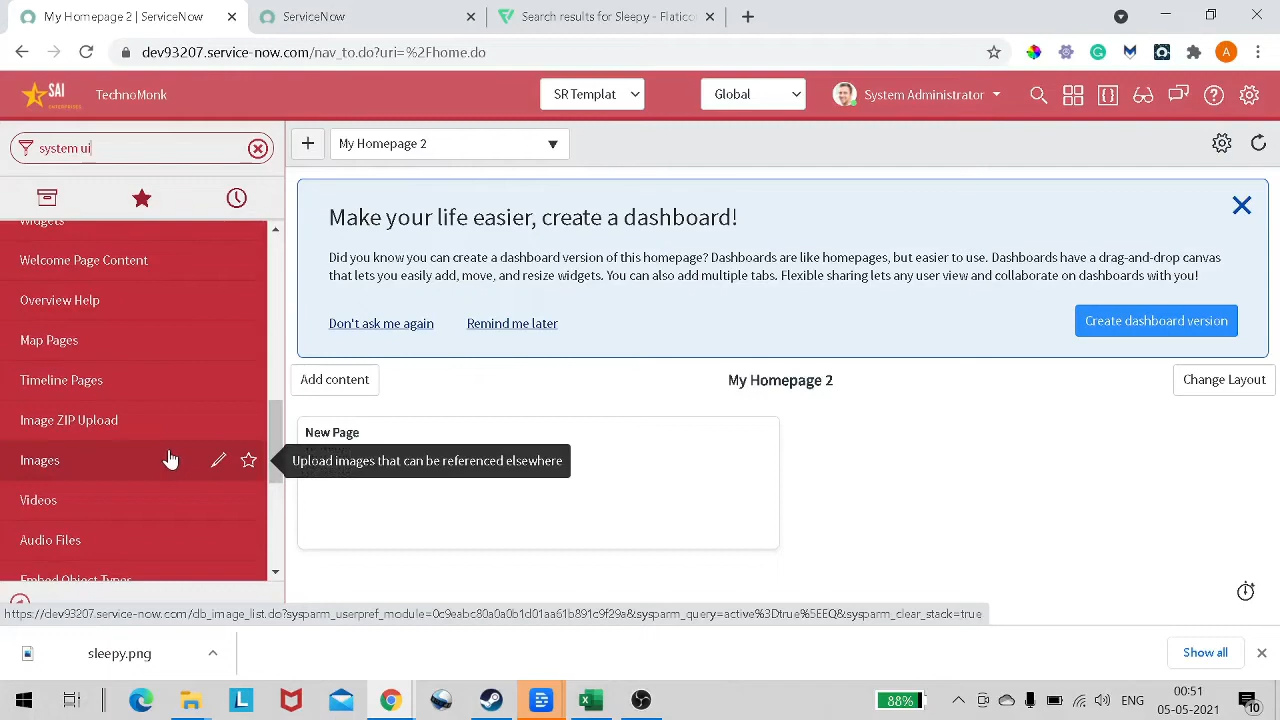 My Homepage 2 | ServiceNow
ServiceNow
Search results for Sleepy - Flatico
dev93207.service-now.com/nav_to.do?uri=%2Fhome.do
A
SAI
ENTERPRISES
TechnoMonk
SR Templat
Global
System Administrator
system ui
My Homepage 2
Widgets
Welcome Page Content
Overview Help
Map Pages
Timeline Pages
Image ZIP Upload
Images
Videos
Audio Files
Embed Object Types
Make your life easier, create a dashboard!
Did you know you can create a dashboard version of this homepage? Dashboards are like homepages, but easier to use. Dashboards have a drag-and-drop canvas
that lets you easily add, move, and resize widgets. You can also add multiple tabs. Flexible sharing lets any user view and collaborate on dashboards with you!
Don't ask me again
Remind me later
Create dashboard version
Add content
My Homepage 2
Change Layout
New Page
Upload images that can be referenced elsewhere
https://dev93207.service-now.com/db_image_list.do?sysparm_userpref_module=0c9eabc80a0a0b1d01aa61b891c9f29a&sysparm_query=active%3Dtrue%5EEQ&sysparm_clear_stack=true
sleepy.png
Show all
88%
ENG
00:51
05-05-2021
10